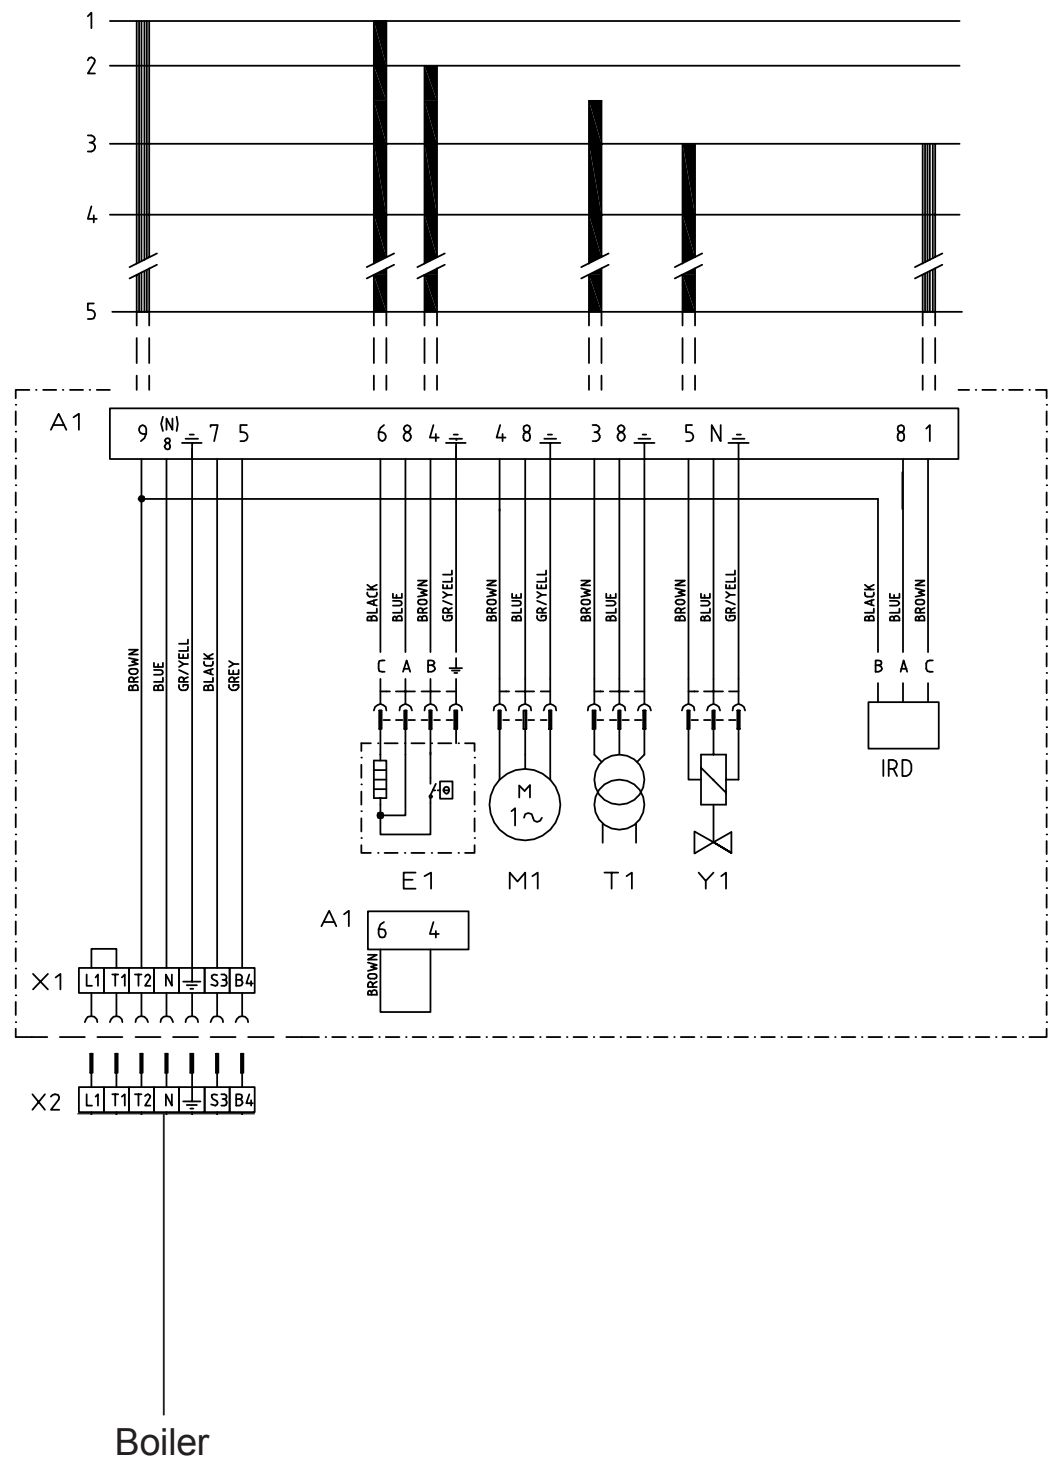 1
2
3
4
5
A1
9 (N) 8 7 5 6 8 4 4 8 3 8 5 N 8 1
BLACK BLUE BROWN GR/YELL BROWN BLUE GR/YELL BROWN BLUE BROWN BLUE GR/YELL BLACK BLUE BROWN
BROWN BLUE GR/YELL BLACK GREY
C A B B A C
IRD
M
1~
E1 M1 T1 Y1
A1 6 4
BROWN
X1 L1 T1 T2 N S3 B4
X2 L1 T1 T2 N S3 B4
Boiler